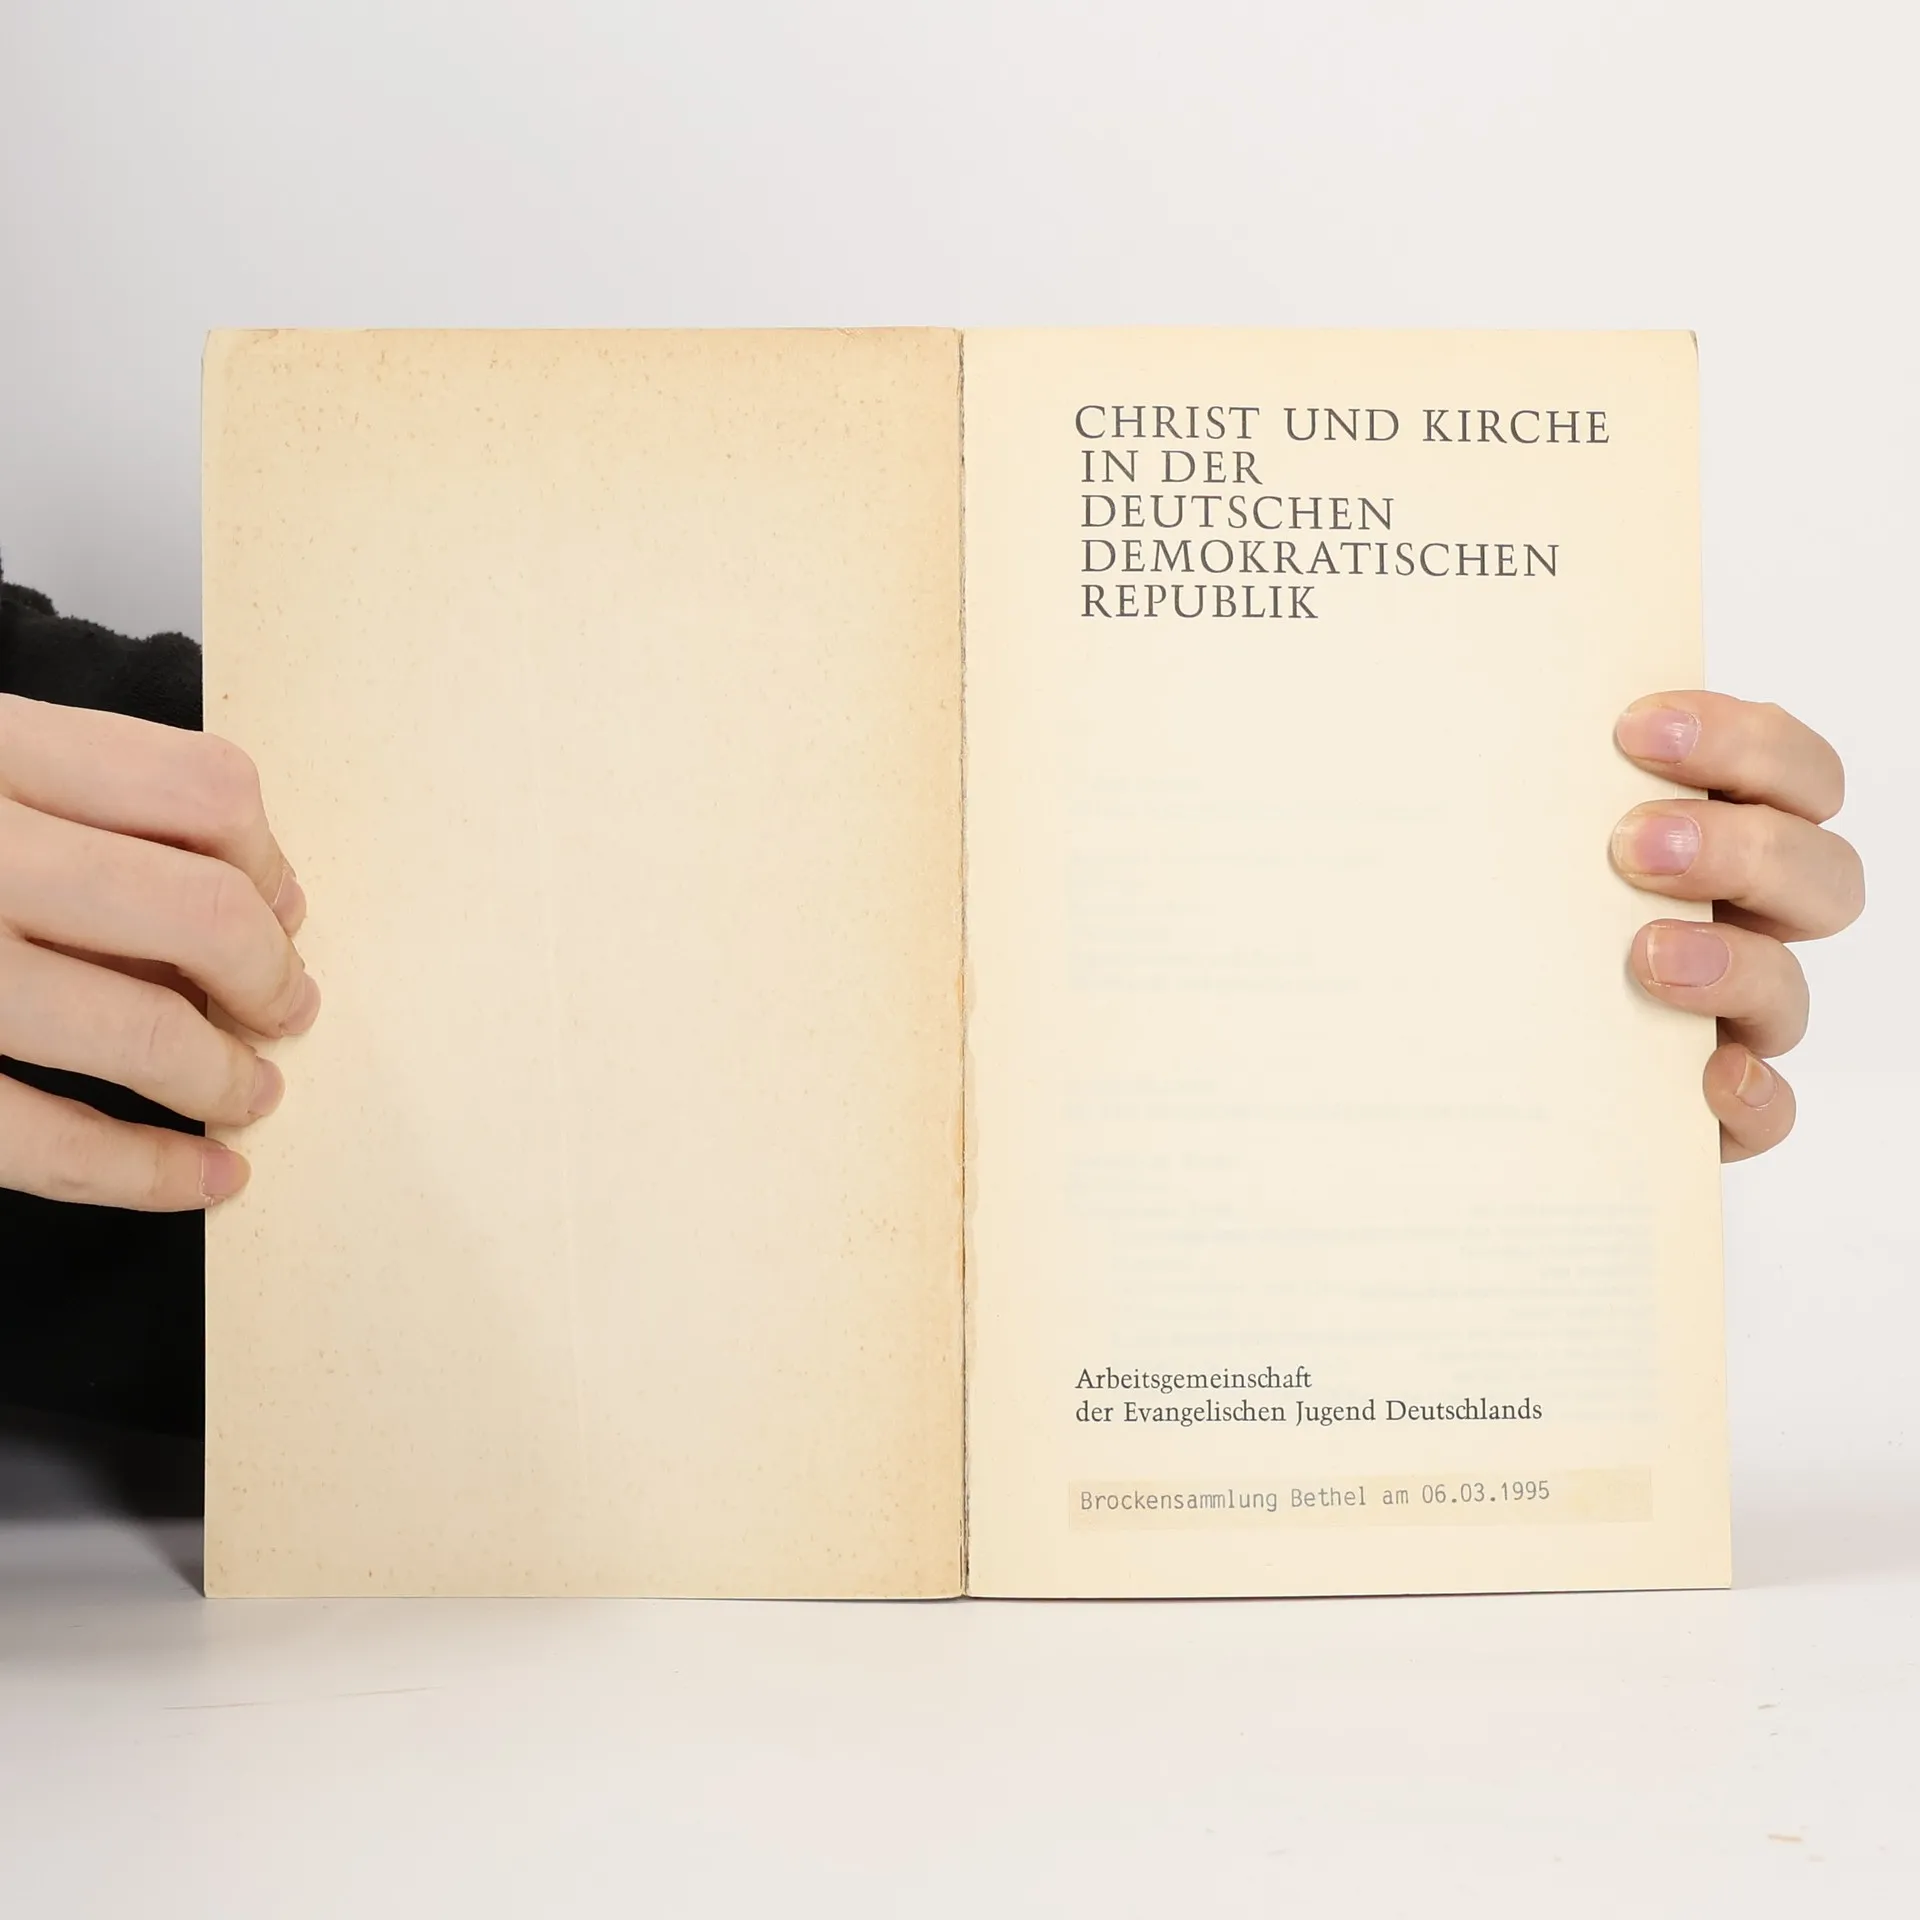 CHRIST UND KIRCHE
IN DER
DEUTSCHEN
DEMOKRATISCHEN
REPUBLIK
Arbeitsgemeinschaft
der Evangelischen Jugend Deutschlands
Brockensammlung Bethel am 06.03.1995